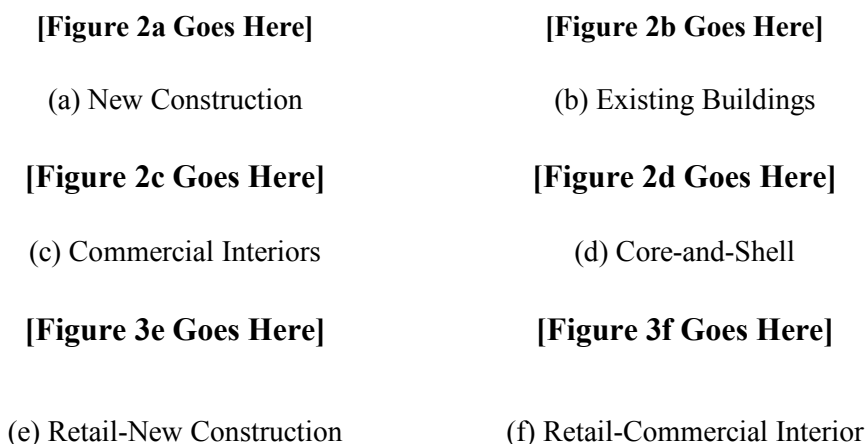 [Figure 2a Goes Here] [Figure 2b Goes Here]
(a) New Construction (b) Existing Buildings
[Figure 2c Goes Here] [Figure 2d Goes Here]
(c) Commercial Interiors (d) Core-and-Shell
[Figure 3e Goes Here] [Figure 3f Goes Here]
(e) Retail-New Construction (f) Retail-Commercial Interior